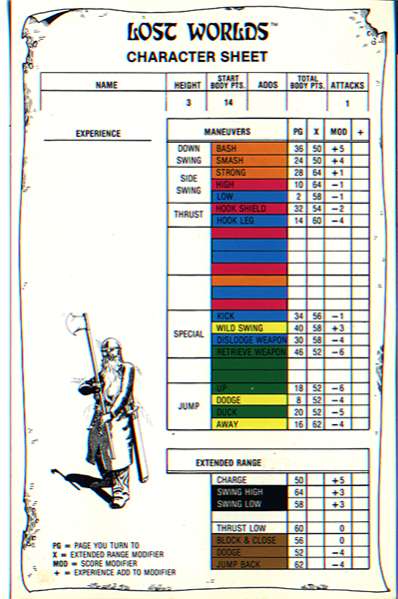 LOST WORLDS™
CHARACTER SHEET
NAME HEIGHT START BODY PTS. ADDS TOTAL BODY PTS. ATTACKS
3 14 1
EXPERIENCE
MANEUVERS PG X MOD +
DOWN SWING
BASH 36 50 +5
SMASH 24 50 +4
SIDE SWING
STRONG 28 64 +1
HIGH 10 64 −1
LOW 2 58 −1
THRUST
HOOK SHIELD 32 54 −2
HOOK LEG 14 60 −4
SPECIAL
KICK 34 56 −1
WILD SWING 40 58 +3
DISLODGE WEAPON 30 58 −4
RETRIEVE WEAPON 46 52 −6
JUMP
UP 18 52 −6
DODGE 8 52 −4
DUCK 20 52 −5
AWAY 16 62 −4
EXTENDED RANGE
CHARGE 50 +5
SWING HIGH 64 +3
SWING LOW 58 +3
THRUST LOW 60 0
BLOCK & CLOSE 56 0
DODGE 52 −4
JUMP BACK 62 −4
PG = PAGE YOU TURN TO
X = EXTENDED RANGE MODIFIER
MOD = SCORE MODIFIER
+ = EXPERIENCE ADD TO MODIFIER